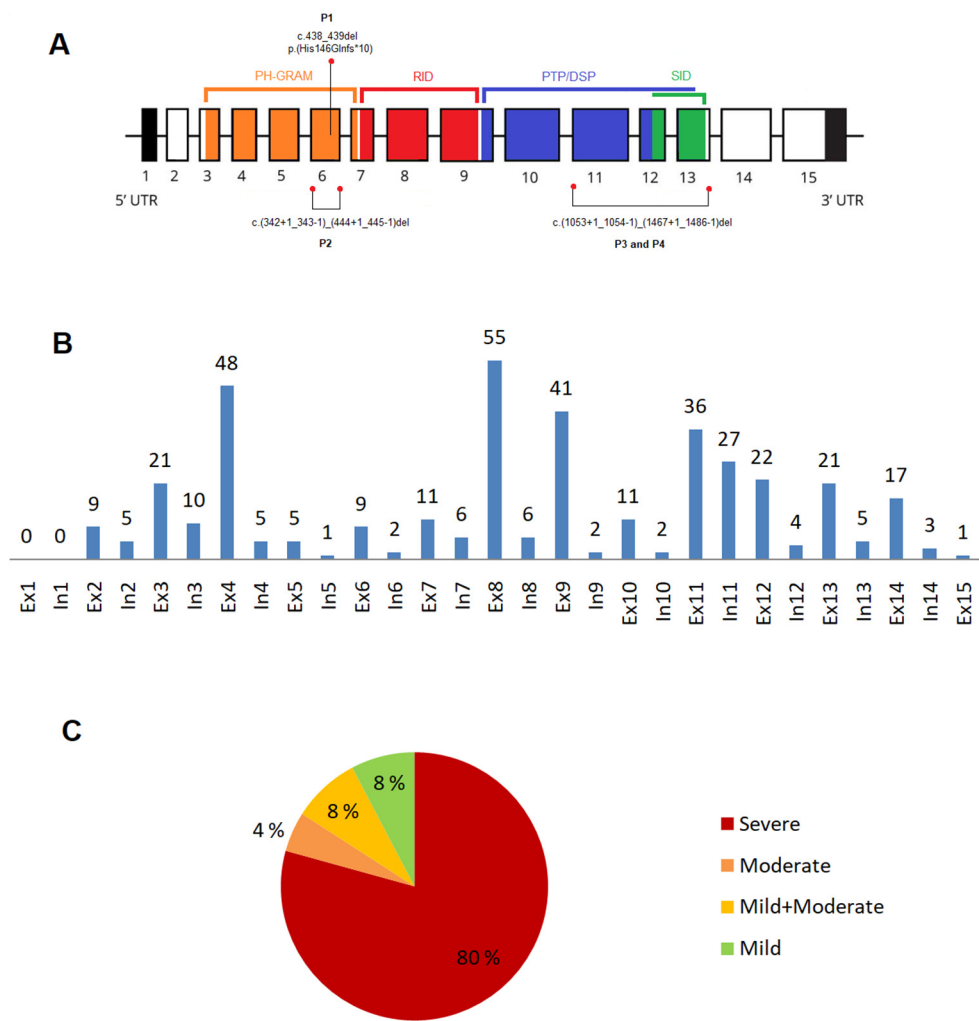 A
P1
c.438_439del
p.(His146Glnfs*10)
PH-GRAM RID PTP/DSP SID
1 2 3 4 5 6 7 8 9 10 11 12 13 14 15
5' UTR 3' UTR
c.(342+1_343-1)_(444+1_445-1)del c.(1053+1_1054-1)_(1467+1_1486-1)del
P2 P3 and P4
B
0 0 9 5 21 10 48 5 5 1 9 2 11 6 55 6 41 2 11 2 36 27 22 4 21 5 17 3 1
Ex1 In1 Ex2 In2 Ex3 In3 Ex4 In4 Ex5 In5 Ex6 In6 Ex7 In7 Ex8 In8 Ex9 In9 Ex10 In10 Ex11 In11 Ex12 In12 Ex13 In13 Ex14 In14 Ex15
C
8 %
8 %
4 %
80 %
Severe
Moderate
Mild+Moderate
Mild